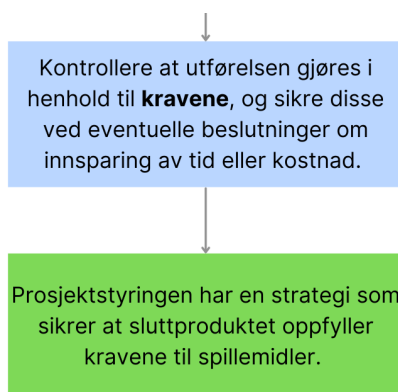 Kontrollere at utførelsen gjøres i
henhold til kravene, og sikre disse
ved eventuelle beslutninger om
innsparing av tid eller kostnad.
Prosjektstyringen har en strategi som
sikrer at sluttproduktet oppfyller
kravene til spillemidler.